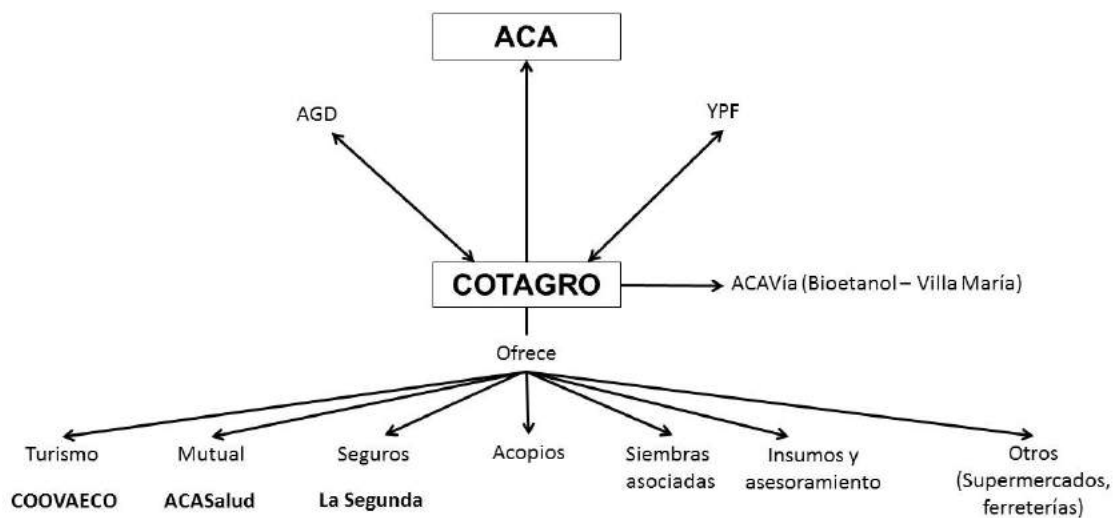 ACA
AGD
YPF
COTAGRO
ACAVía (Bioetanol – Villa María)
Ofrece
Turismo
COOVAECO
Mutual
ACASalud
Seguros
La Segunda
Acopios
Siembras
asociadas
Insumos y
asesoramiento
Otros
(Supermercados,
ferreterías)